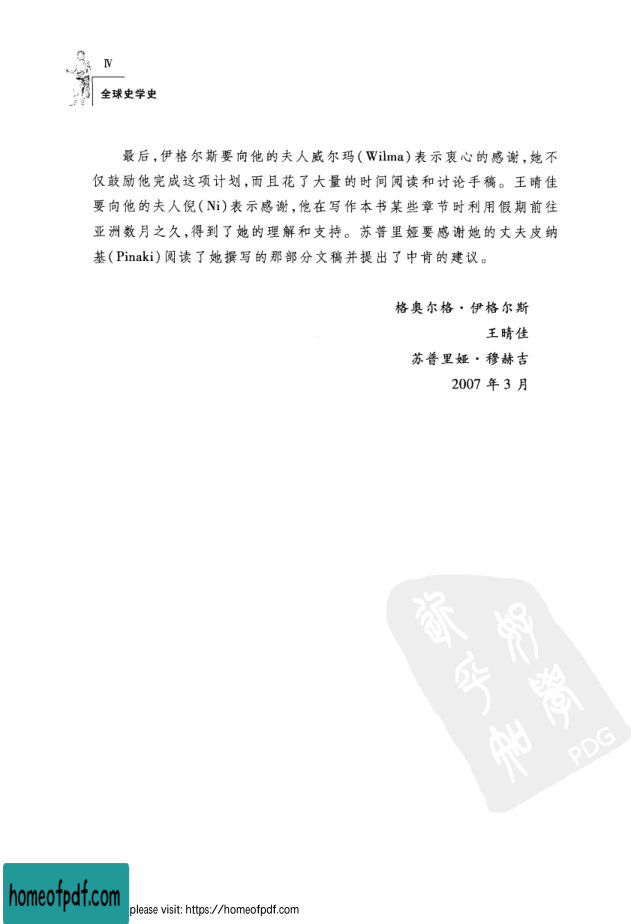 Ⅳ
全球史学史
最后,伊格尔斯要向他的夫人威尔玛(Wilma)表示衷心的感谢,她不
仅鼓励他完成这项计划,而且花了大量的时间阅读和讨论手稿。王晴佳
要向他的夫人倪(Ni)表示感谢,他在写作本书某些章节时利用假期前往
亚洲数月之久,得到了她的理解和支持。苏普里娅要感谢她的丈夫皮纳
基(Pinaki)阅读了她撰写的那部分文稿并提出了中肯的建议。
格奥尔格·伊格尔斯
王晴佳
苏普里娅·穆赫吉
2007 年 3 月
好学
PDG
homeofpdf.com
please visit: https://homeofpdf.com